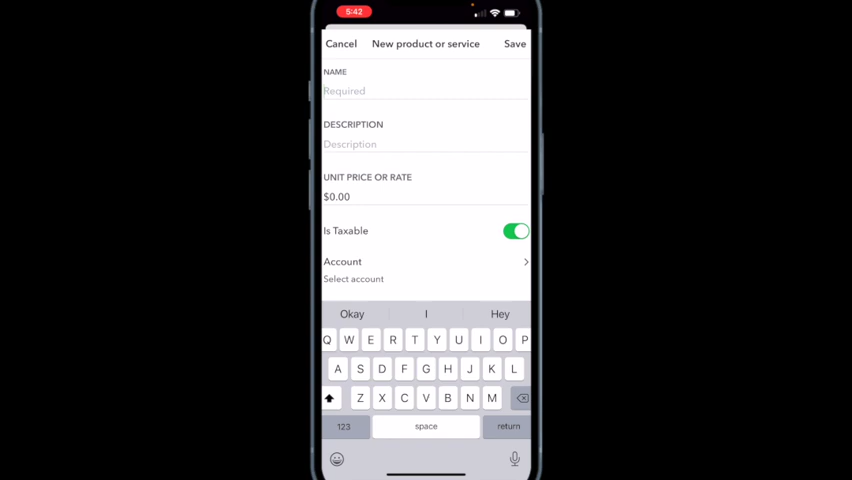 5:42
Cancel New product or service Save
NAME
Required
DESCRIPTION
Description
UNIT PRICE OR RATE
$0.00
Is Taxable
Account
Select account
Okay I Hey
Q W E R T Y U I O P
A S D F G H J K L
Z X C V B N M
123 space return